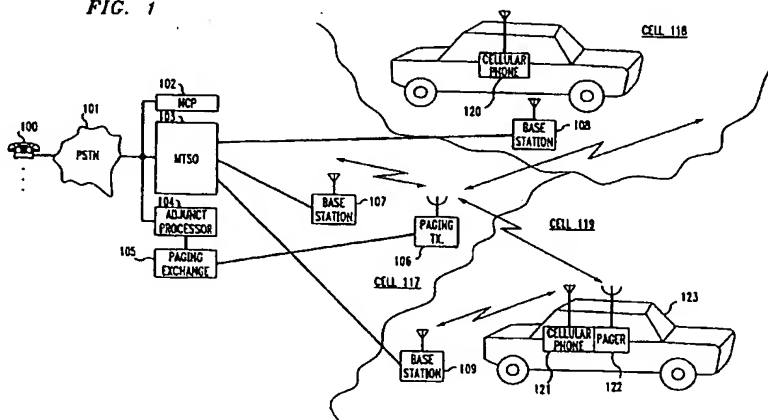 FIG. 1
CELL 118
CELLULAR
PHONE
120
102
NCP
103
101
100
PSTN
MTSO
BASE
STATION
108
104
ADJUNCT
PROCESSOR
BASE
STATION
107
105
PAGING
EXCHANGE
PAGING
TX.
106
CELL 119
CELL 117
123
CELLULAR
PHONE
PAGER
121
122
BASE
STATION
109